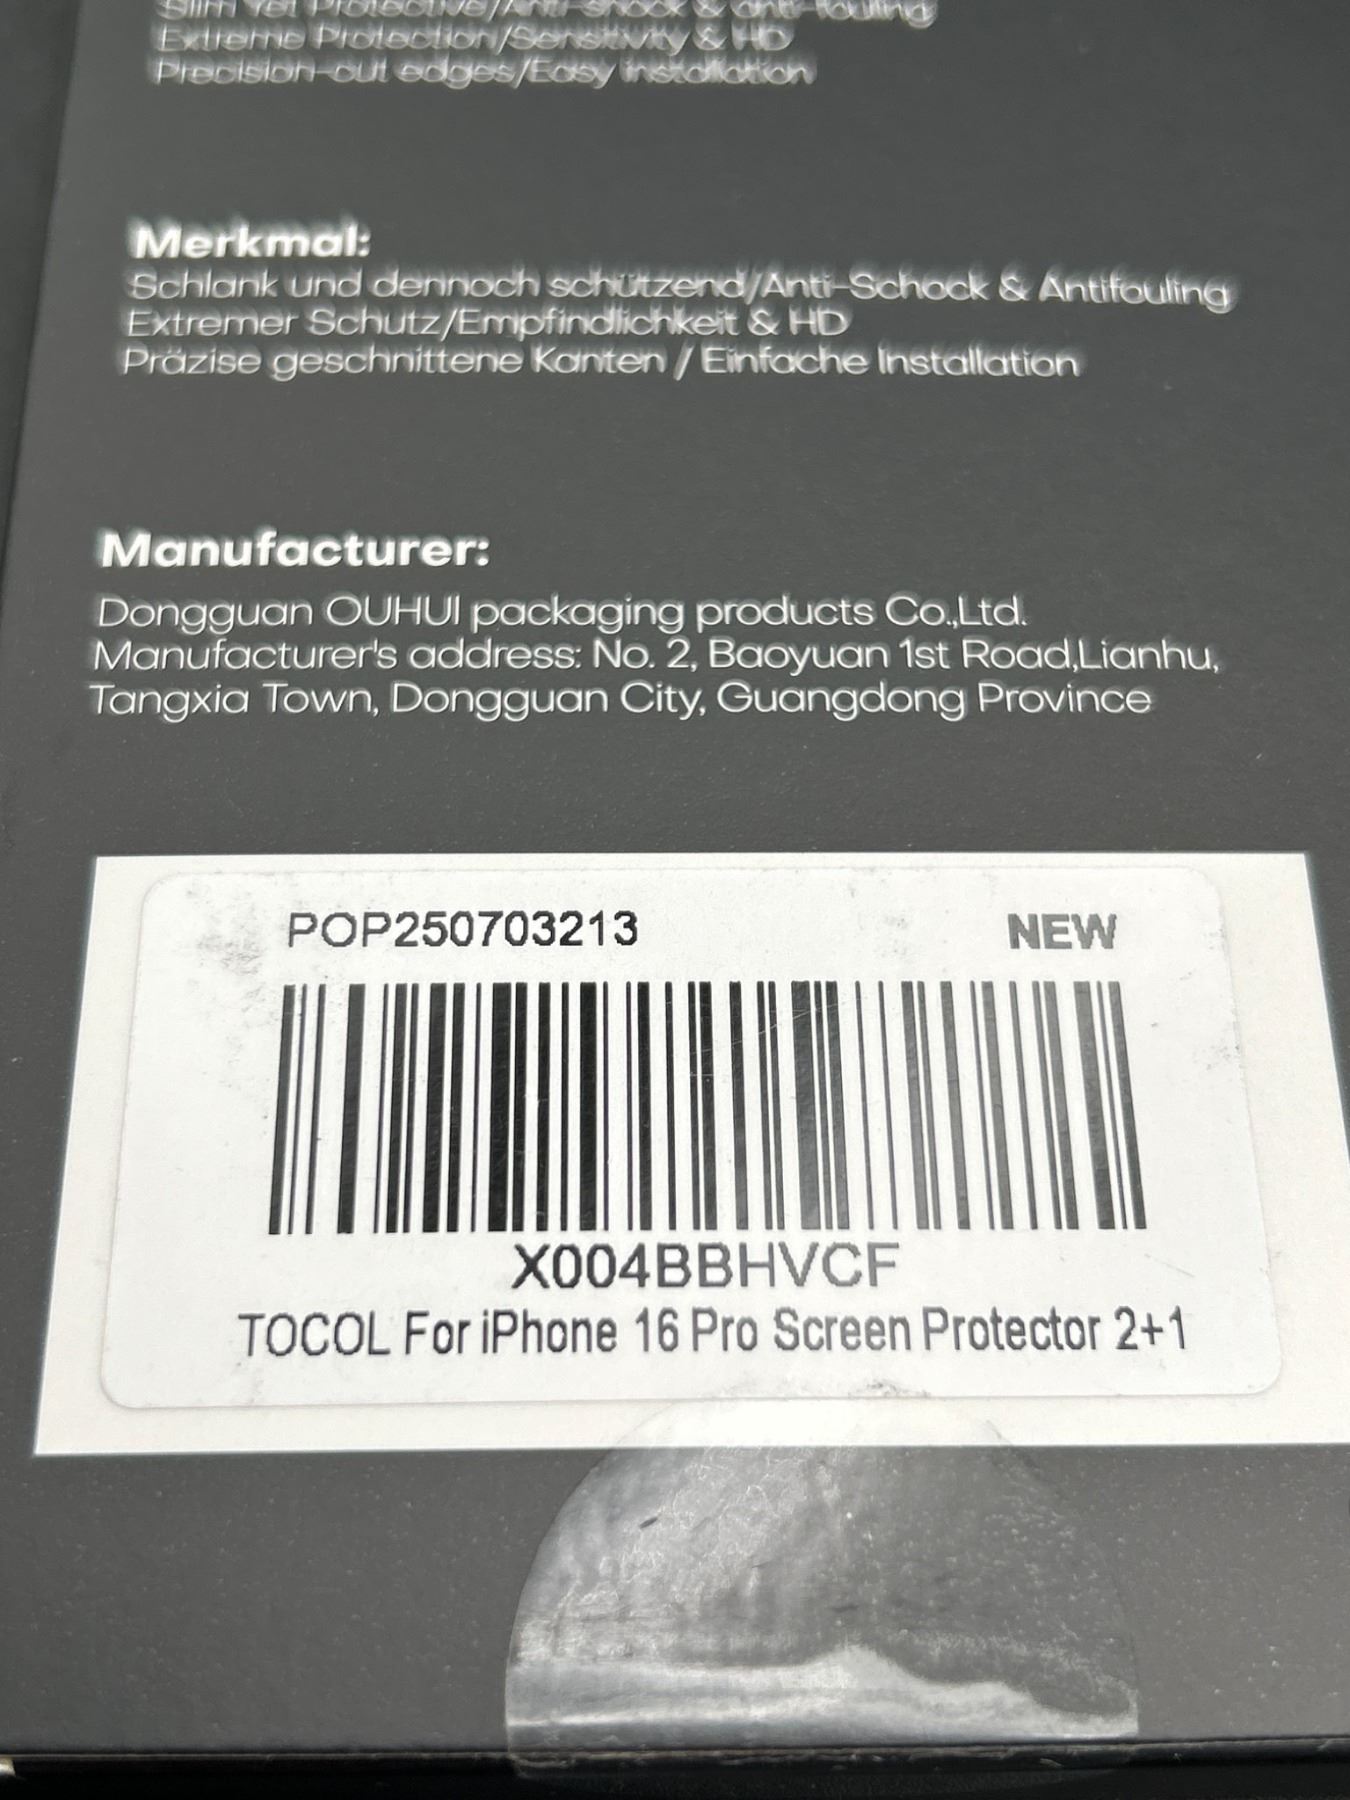 Slim Yet Protective/Anti-shock & anti-fouling
Extreme Protection/Sensitivity & HD
Precision-cut edges/Easy installation
Merkmal:
Schlank und dennoch schützend/Anti-Schock & Antifouling
Extremer Schutz/Empfindlichkeit & HD
Präzise geschnittene Kanten / Einfache Installation
Manufacturer:
Dongguan OUHUI packaging products Co.,Ltd.
Manufacturer's address: No. 2, Baoyuan 1st Road,Lianhu,
Tangxia Town, Dongguan City, Guangdong Province
POP250703213 NEW
X004BBHVCF
TOCOL For iPhone 16 Pro Screen Protector 2+1